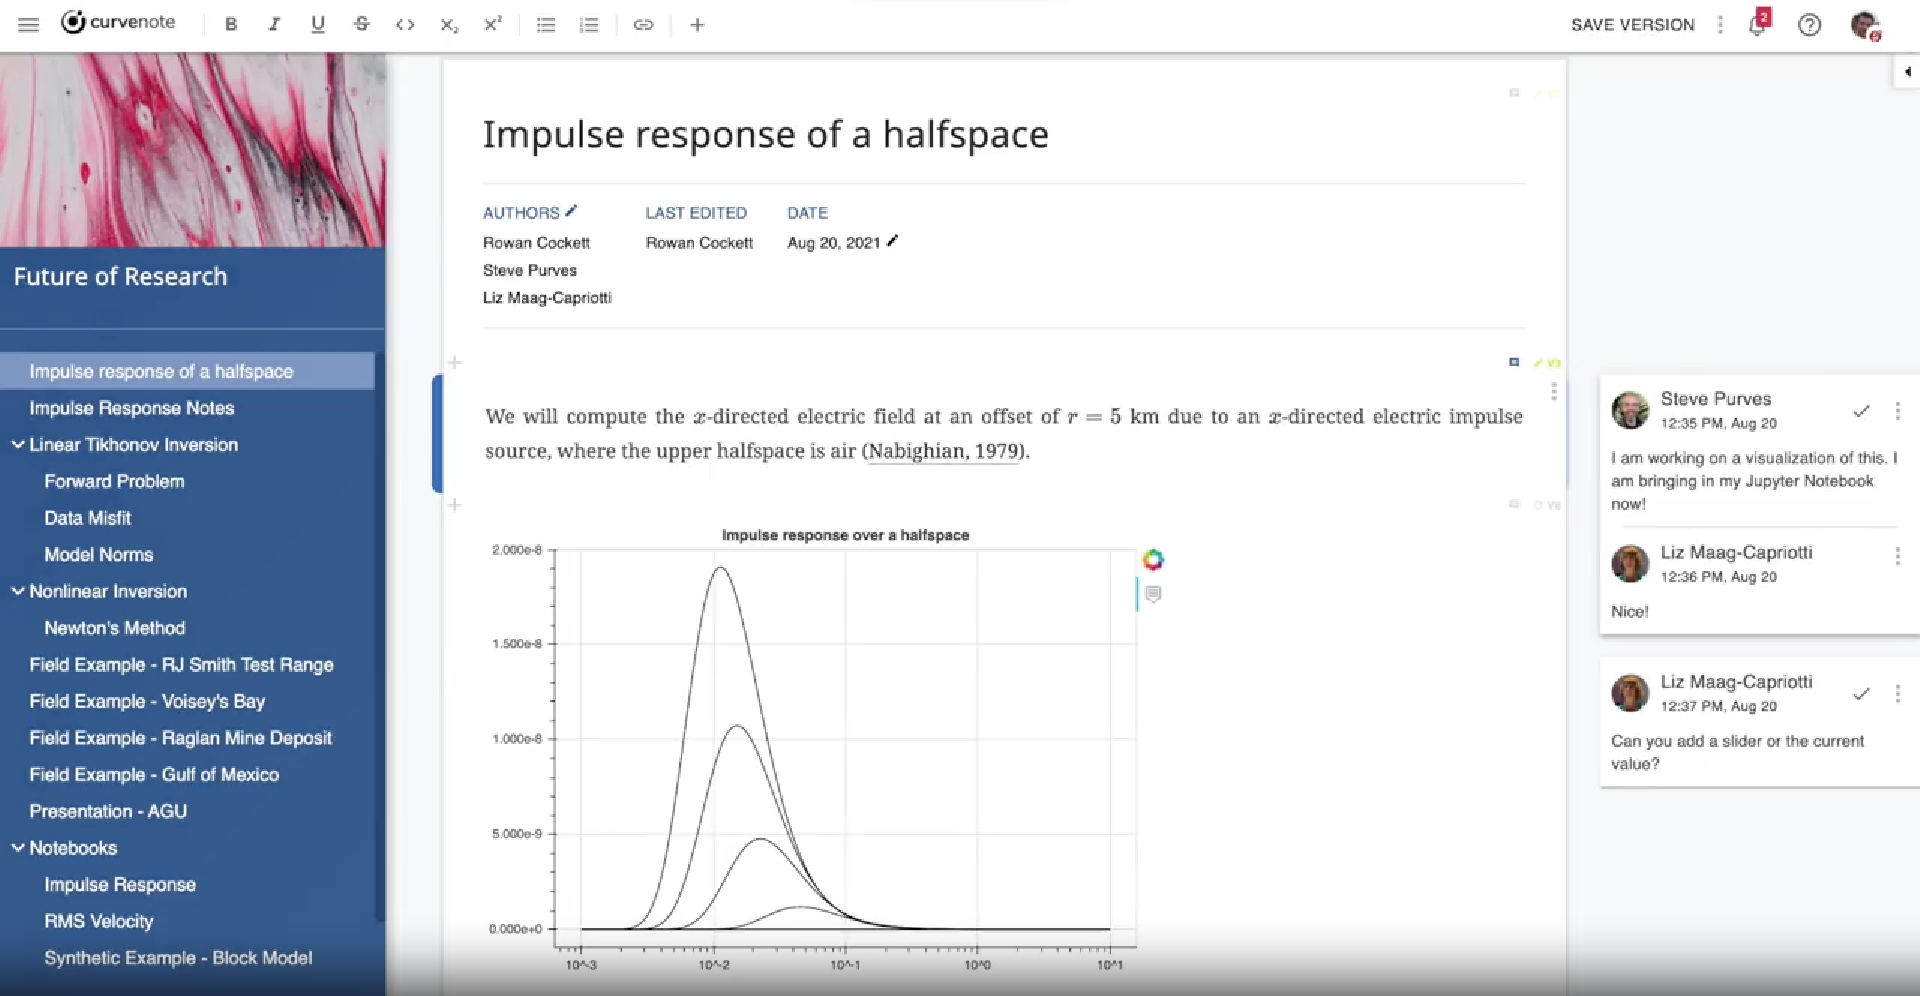 curvenote
B I U S <> X₂ X²
SAVE VERSION
2
Future of Research
Impulse response of a halfspace
Impulse Response Notes
Linear Tikhonov Inversion
Forward Problem
Data Misfit
Model Norms
Nonlinear Inversion
Newton's Method
Field Example - RJ Smith Test Range
Field Example - Voisey's Bay
Field Example - Raglan Mine Deposit
Field Example - Gulf of Mexico
Presentation - AGU
Notebooks
Impulse Response
RMS Velocity
Synthetic Example - Block Model
Impulse response of a halfspace
AUTHORS
Rowan Cockett
Steve Purves
Liz Maag-Capriotti
LAST EDITED
Rowan Cockett
DATE
Aug 20, 2021
V3
We will compute the x-directed electric field at an offset of r = 5 km due to an x-directed electric impulse
source, where the upper halfspace is air (Nabighian, 1979).
Impulse response over a halfspace
2.000e-8
1.500e-8
1.000e-8
5.000e-9
0.000e+0
10^-3 10^-2 10^-1 10^0 10^1
Steve Purves
12:35 PM, Aug 20
I am working on a visualization of this. I
am bringing in my Jupyter Notebook
now!
Liz Maag-Capriotti
12:36 PM, Aug 20
Nice!
Liz Maag-Capriotti
12:37 PM, Aug 20
Can you add a slider or the current
value?